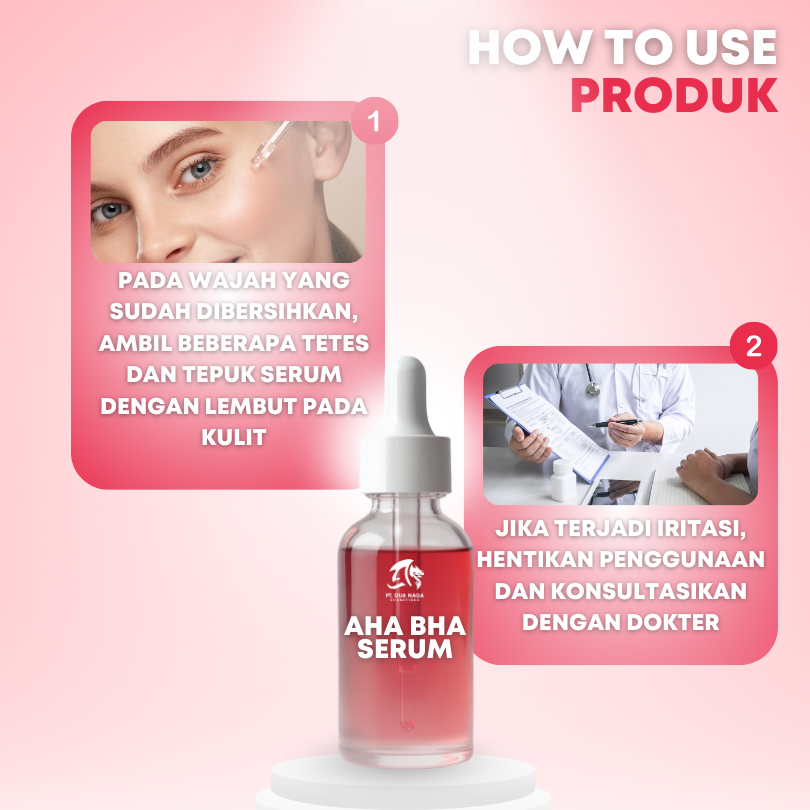 HOW TO USE
PRODUK
1
PADA WAJAH YANG
SUDAH DIBERSIHKAN,
AMBIL BEBERAPA TETES
DAN TEPUK SERUM
DENGAN LEMBUT PADA
KULIT
2
JIKA TERJADI IRITASI,
HENTIKAN PENGGUNAAN
DAN KONSULTASIKAN
DENGAN DOKTER
PT. DUA NAGA
KOSMETINDO
AHA BHA
SERUM